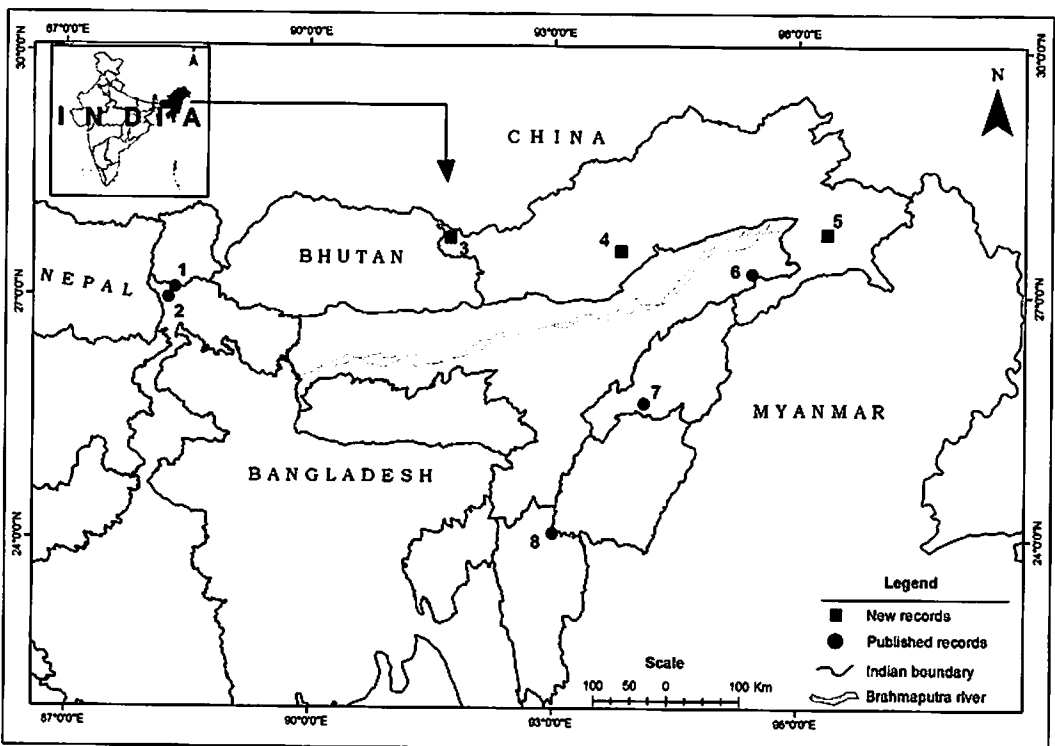 87°0'0"E
90°0'0"E
93°0'0"E
96°0'0"E
30°0'0"N
30°0'0"N
A
INDIA
N
CHINA
5
4
3
BHUTAN
NEPAL
1
6
27°0'0"N
27°0'0"N
2
7
MYANMAR
BANGLADESH
24°0'0"N
24°0'0"N
8
Legend
New records
Published records
Indian boundary
Brahmaputra river
Scale
100 50 0 100 Km
87°0'0"E
90°0'0"E
93°0'0"E
96°0'0"E